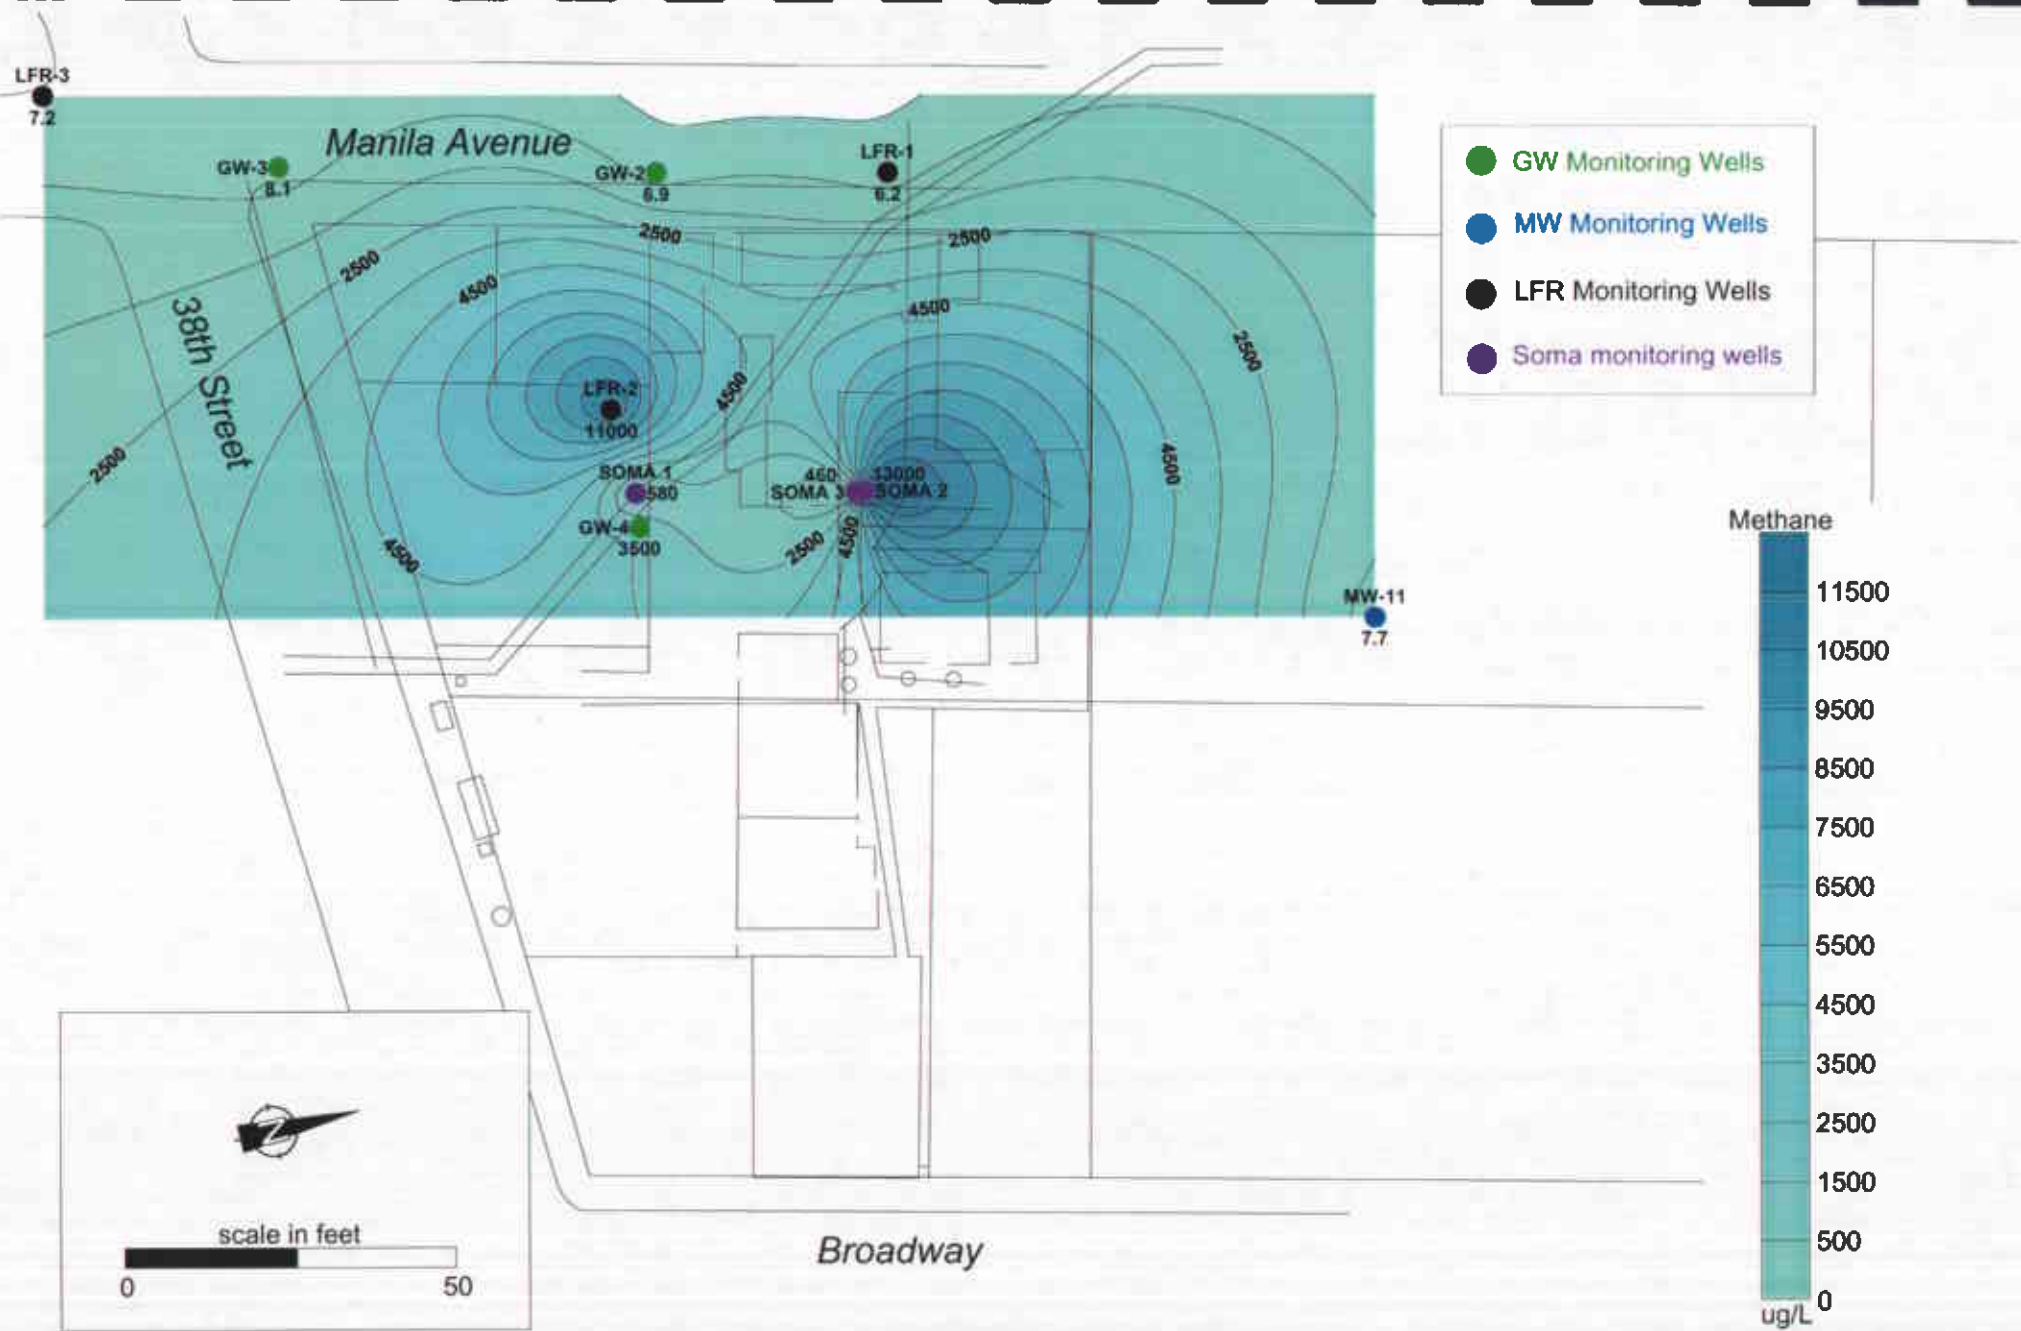 LFR-3
7.2
Manila Avenue
GW-3
8.1
GW-2
6.9
LFR-1
6.2
GW Monitoring Wells
MW Monitoring Wells
LFR Monitoring Wells
Soma monitoring wells
2500
2500
2500
4500
4500
2500
38th Street
LFR-2
11000
4500
2500
4500
SOMA 1
580
460
13000
SOMA 3
SOMA 2
GW-4
3500
2500
4500
4500
MW-11
7.7
Methane
11500
10500
9500
8500
7500
6500
5500
4500
3500
2500
1500
500
0
ug/L
Z
scale in feet
0
50
Broadway